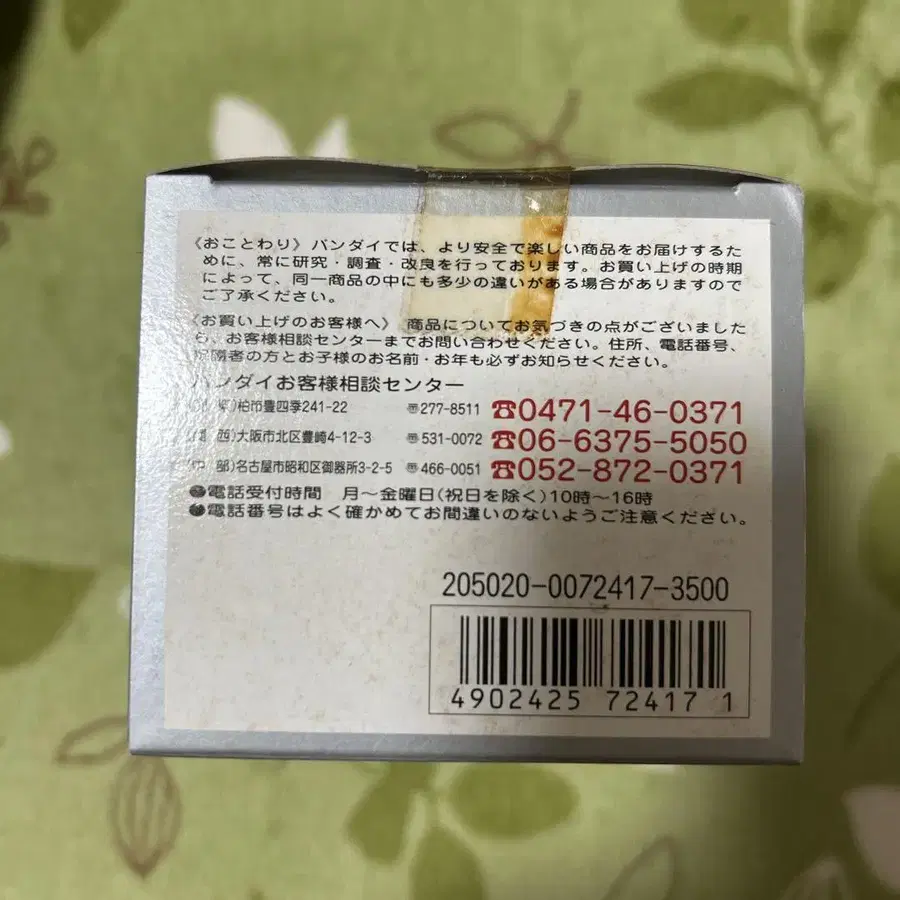 《おことわり》 バンダイでは、より安全で楽しい商品をお届けするた
めに、常に研究・調査・改良を行っております。お買い上げの時期
によって、同一商品の中にも多少の違いがある場合がありますので
ご了承ください。
《お買い上げのお客様へ》 商品についてお気づきの点がございました
ら、お客様相談センターまでお問い合わせください。住所、電話番号、
保護者の方とお子様のお名前・お年も必ずお知らせください。
バンダイお客様相談センター
東)柏市豊四季241-22 〠277-8511 ☎0471-46-0371
西)大阪市北区豊崎4-12-3 〠531-0072 ☎06-6375-5050
中 部)名古屋市昭和区御器所3-2-5 〠466-0051 ☎052-872-0371
●電話受付時間 月〜金曜日(祝日を除く)10時〜16時
●電話番号はよく確かめてお間違いのないようご注意ください。
205020-0072417-3500
4902425 724171